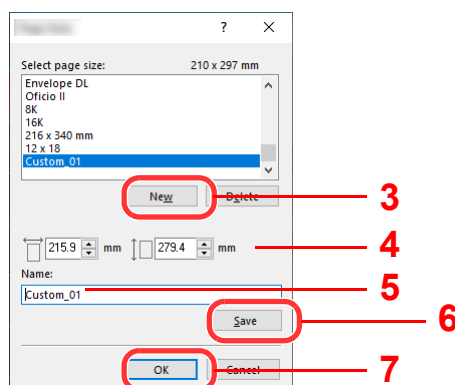 ? ×
Select page size: 210 x 297 mm
Envelope DL
Oficio II
8K
16K
216 x 340 mm
12 x 18
Custom_01
New Delete 3
215.9 mm 279.4 mm 4
Name:
Custom_01 5
Save 6
OK Cancel 7